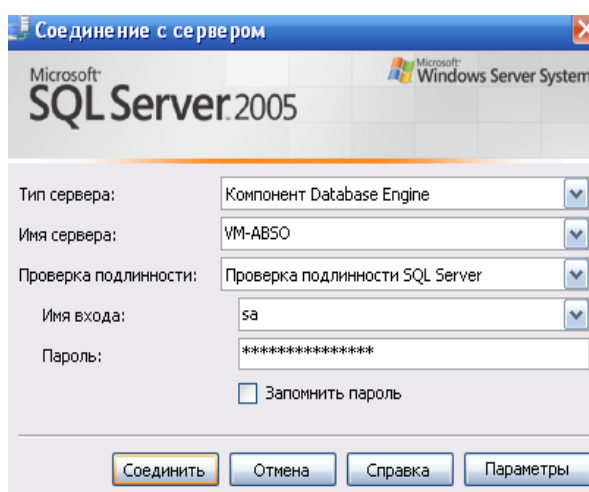 Соединение с сервером
Microsoft
SQL Server 2005
Microsoft
Windows Server System
Тип сервера: Компонент Database Engine
Имя сервера: VM-ABSO
Проверка подлинности: Проверка подлинности SQL Server
Имя входа: sa
Пароль: ***************
Запомнить пароль
Соединить Отмена Справка Параметры